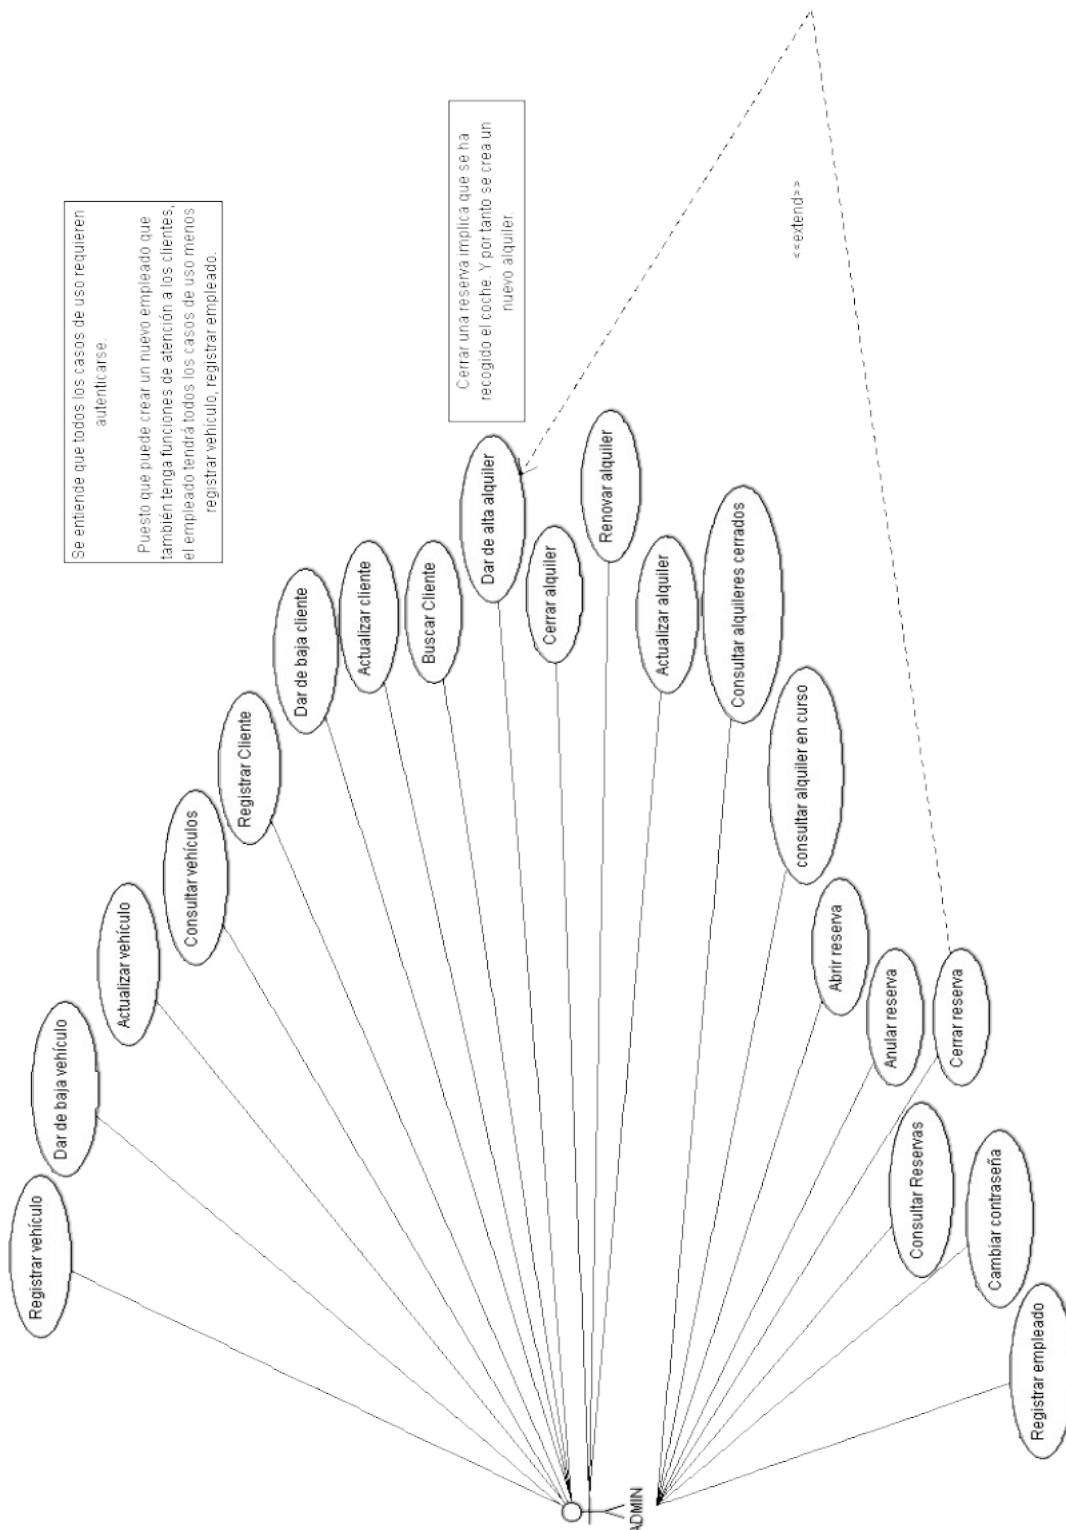 Se entiende que todos los casos de uso requieren
autenticarse.
Puesto que puede crear un nuevo empleado que
también tenga funciones de atención a los clientes,
el empleado tendrá todos los casos de uso menos
registrar vehículo, registrar empleado.
Cerrar una reserva implica que se ha
recogido el coche. Y por tanto se crea un
nuevo alquiler.
Registrar vehículo
Dar de baja vehículo
Actualizar vehículo
Consultar vehículos
Registrar Cliente
Dar de baja cliente
Actualizar cliente
Buscar Cliente
Dar de alta alquiler
Cerrar alquiler
Renovar alquiler
Actualizar alquiler
Consultar alquileres cerrados
consultar alquiler en curso
Abrir reserva
Anular reserva
Cerrar reserva
<<extend>>
Consultar Reservas
Cambiar contraseña
Registrar empleado
ADMIN